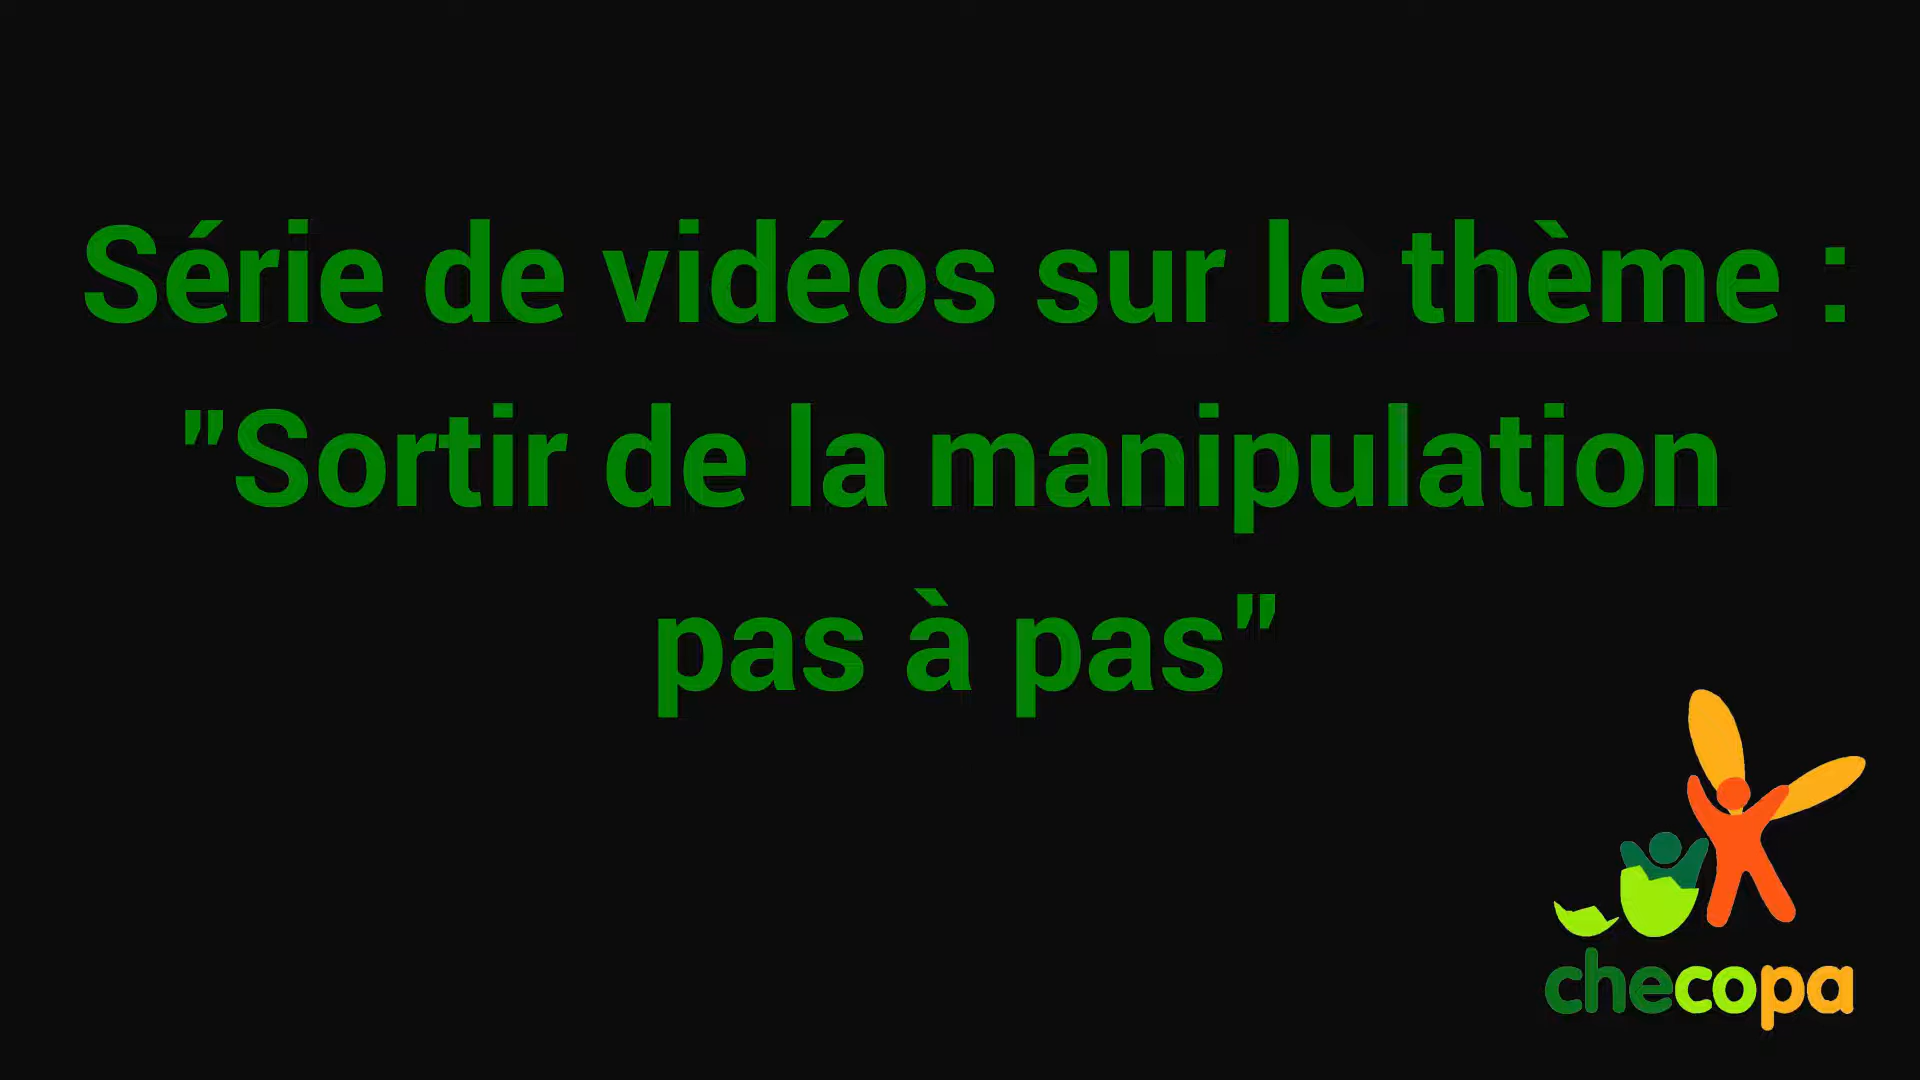 Série de vidéos sur le thème :
"Sortir de la manipulation
pas à pas"
checopa